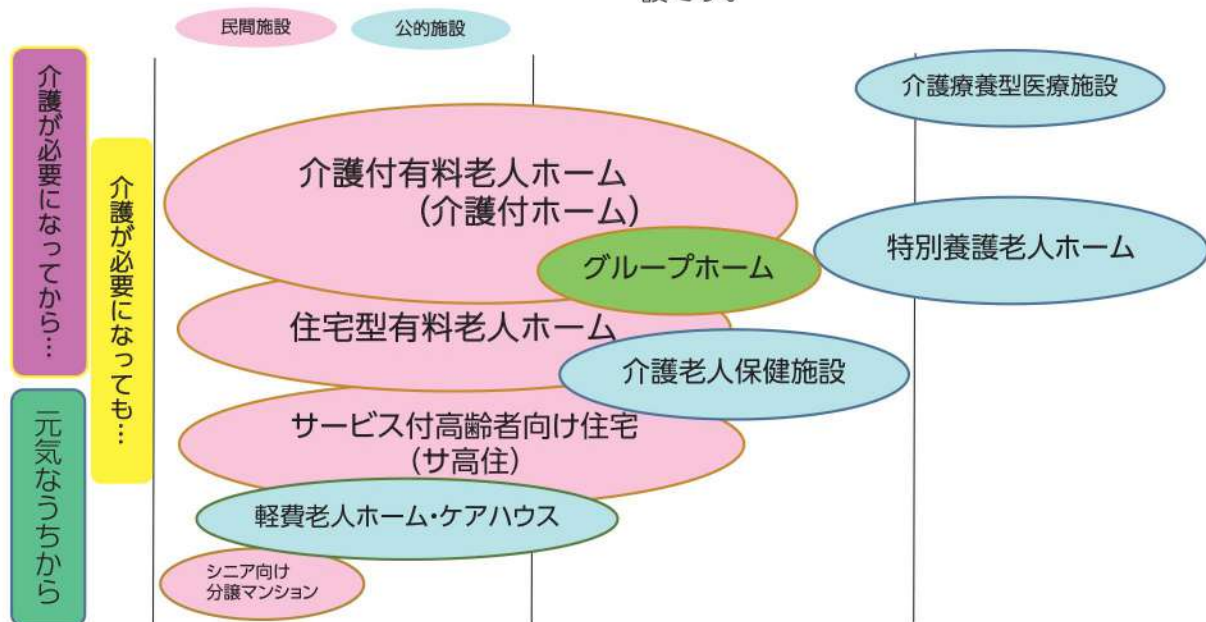 民間施設
公的施設
介護が必要になってから…
介護が必要になっても…
元気なうちから
介護療養型医療施設
介護付有料老人ホーム
(介護付ホーム)
グループホーム
特別養護老人ホーム
住宅型有料老人ホーム
介護老人保健施設
サービス付高齢者向け住宅
(サ高住)
軽費老人ホーム・ケアハウス
シニア向け
分譲マンション